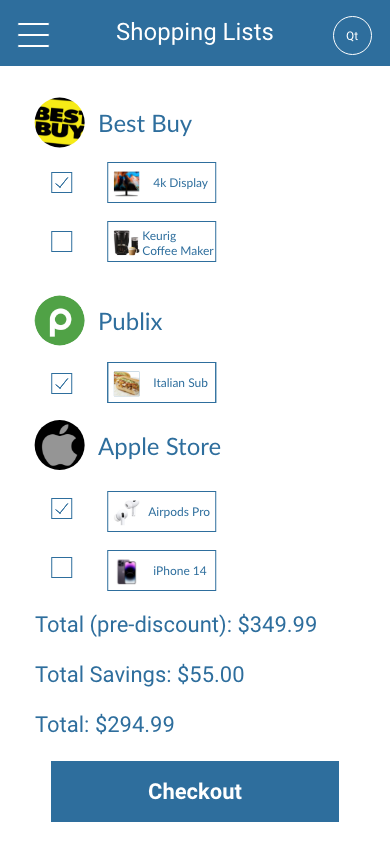 Shopping Lists
Qt
BEST
BUY
Best Buy
4k Display
Keurig
Coffee Maker
Publix
Italian Sub
Apple Store
Airpods Pro
iPhone 14
Total (pre-discount): $349.99
Total Savings: $55.00
Total: $294.99
Checkout